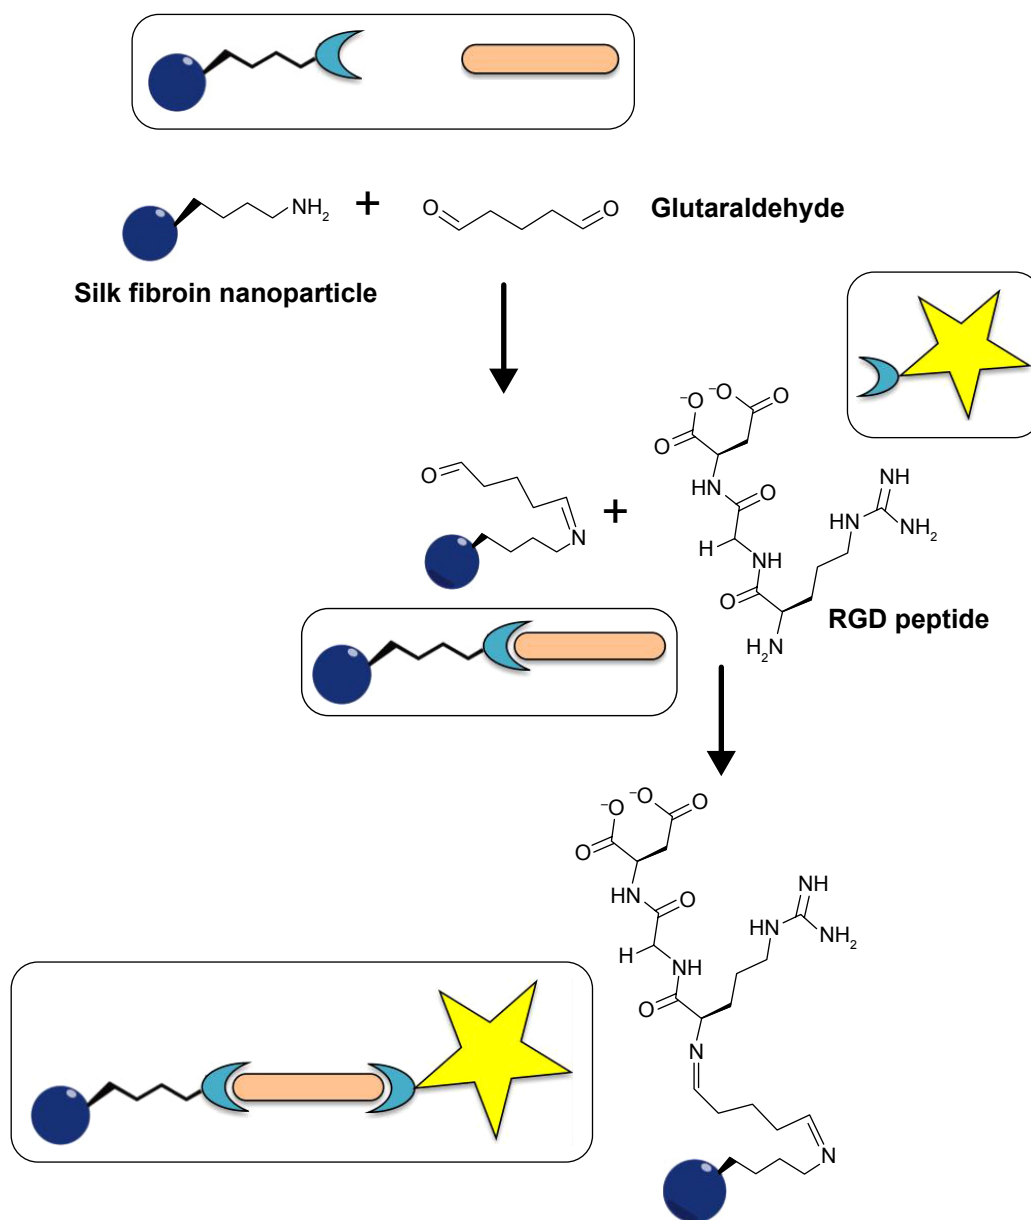 NH2
+
O
O
Glutaraldehyde
Silk fibroin nanoparticle
−O
−O
O
O
O
HN
O
N
+
H
NH
O
H2N
HN
NH
NH2
RGD peptide
−O
−O
O
O
HN
O
H
NH
O
HN
NH
NH2
N
N